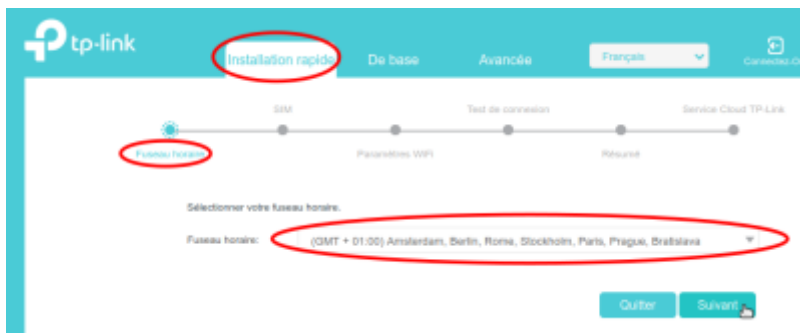 tp-link
Installation rapide De base Avancée Français
SIM Test de connexion Service Cloud TP-Link
Fuseau horaire Paramètres WiFi Résumé
Sélectionner votre fuseau horaire.
Fuseau horaire: (GMT + 01:00) Amsterdam, Berlin, Rome, Stockholm, Paris, Prague, Bratislava
Quitter Suivant